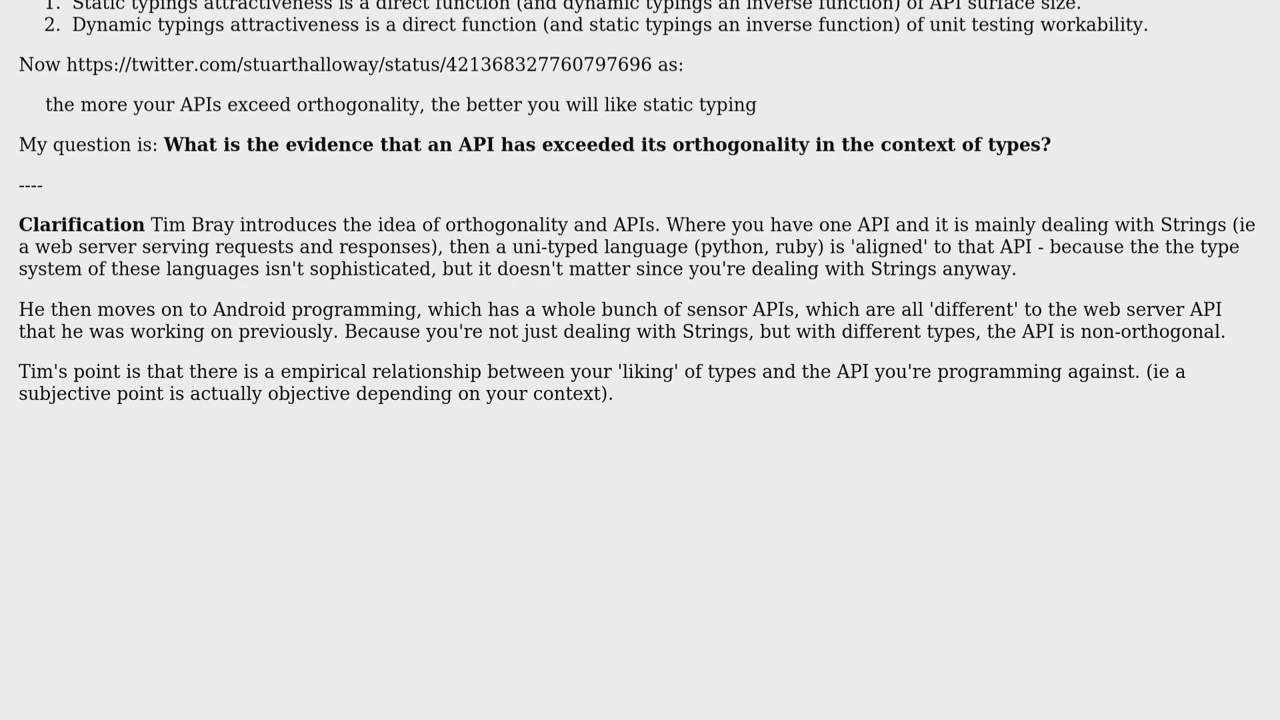 1. Static typings attractiveness is a direct function (and dynamic typings an inverse function) of API surface size.
2. Dynamic typings attractiveness is a direct function (and static typings an inverse function) of unit testing workability.
Now https://twitter.com/stuarthalloway/status/421368327760797696 as:
the more your APIs exceed orthogonality, the better you will like static typing
My question is: What is the evidence that an API has exceeded its orthogonality in the context of types?
----
Clarification Tim Bray introduces the idea of orthogonality and APIs. Where you have one API and it is mainly dealing with Strings (ie
a web server serving requests and responses), then a uni-typed language (python, ruby) is 'aligned' to that API - because the the type
system of these languages isn't sophisticated, but it doesn't matter since you're dealing with Strings anyway.
He then moves on to Android programming, which has a whole bunch of sensor APIs, which are all 'different' to the web server API
that he was working on previously. Because you're not just dealing with Strings, but with different types, the API is non-orthogonal.
Tim's point is that there is a empirical relationship between your 'liking' of types and the API you're programming against. (ie a
subjective point is actually objective depending on your context).